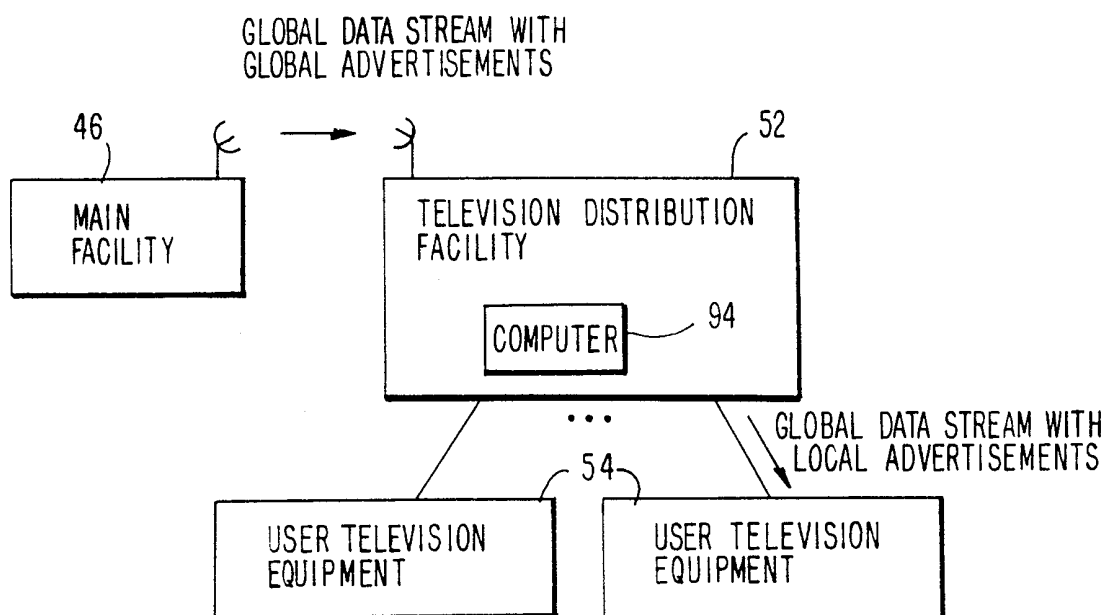 GLOBAL DATA STREAM WITH
GLOBAL ADVERTISEMENTS
46
52
MAIN
FACILITY
TELEVISION DISTRIBUTION
FACILITY
COMPUTER
94
GLOBAL DATA STREAM WITH
LOCAL ADVERTISEMENTS
54
USER TELEVISION
EQUIPMENT
USER TELEVISION
EQUIPMENT